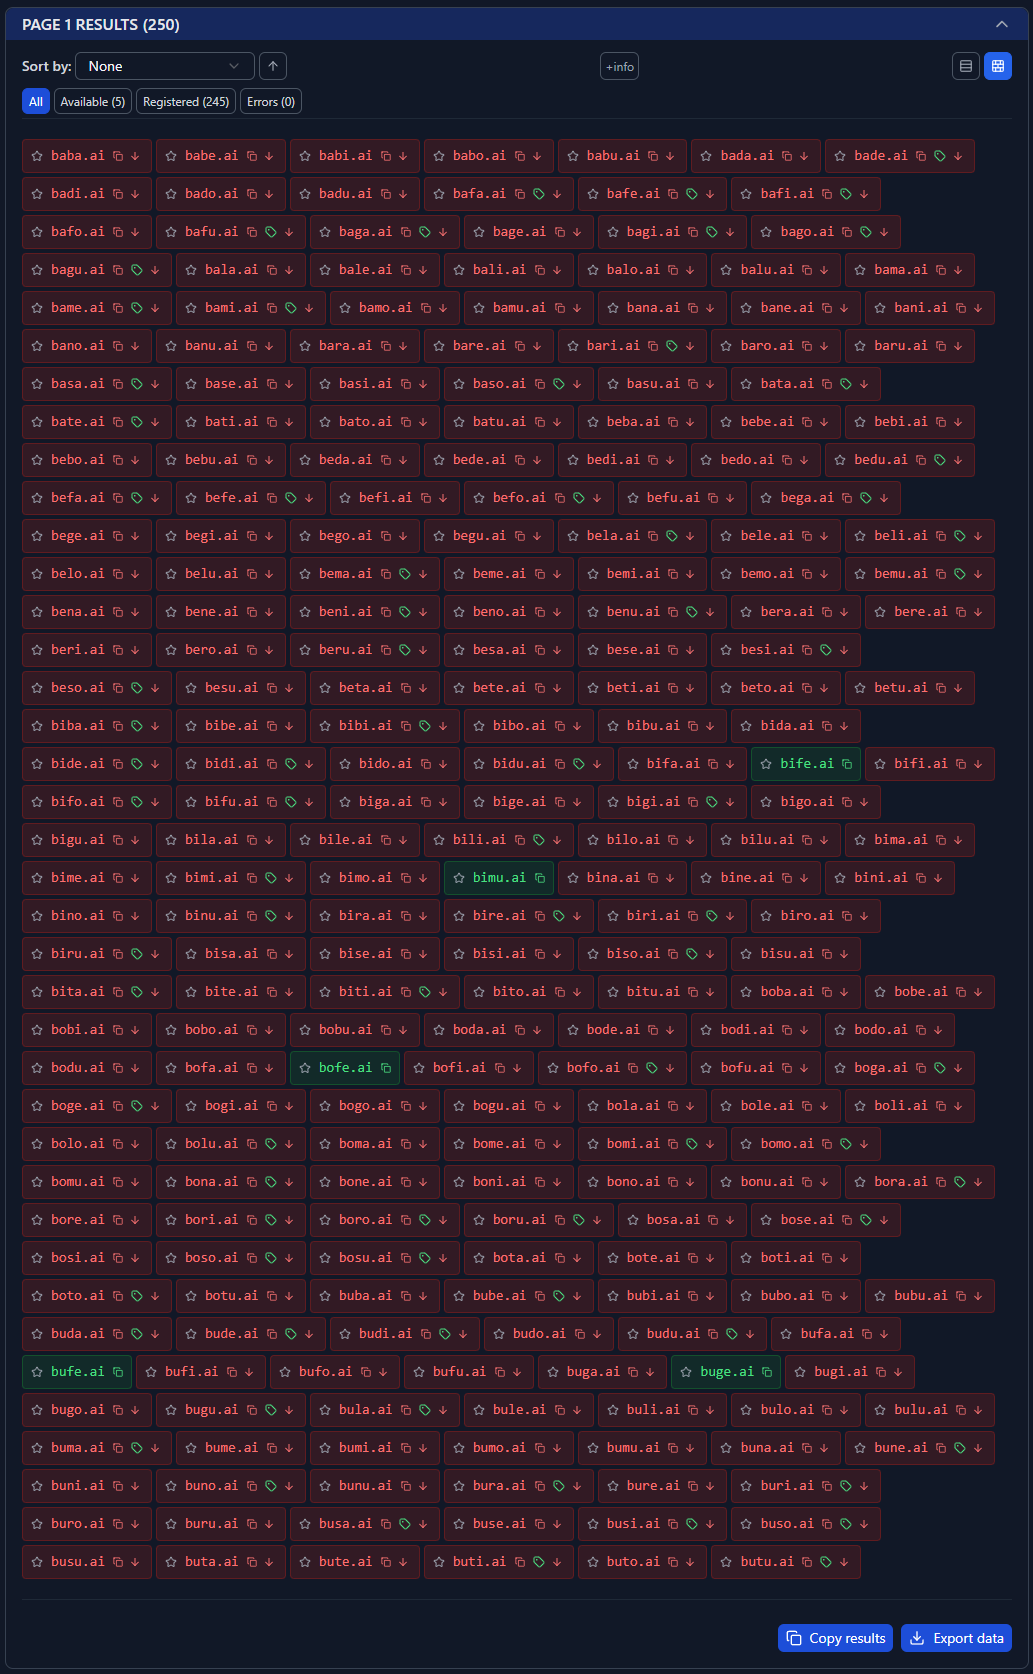 PAGE 1 RESULTS (250)
Sort by: None +info
All Available (5) Registered (245) Errors (0)
baba.ai babe.ai babi.ai babo.ai babu.ai bada.ai bade.ai
badi.ai bado.ai badu.ai bafa.ai bafe.ai bafi.ai
bafo.ai bafu.ai baga.ai bage.ai bagi.ai bago.ai
bagu.ai bala.ai bale.ai bali.ai balo.ai balu.ai bama.ai
bame.ai bami.ai bamo.ai bamu.ai bana.ai bane.ai bani.ai
bano.ai banu.ai bara.ai bare.ai bari.ai baro.ai baru.ai
basa.ai base.ai basi.ai baso.ai basu.ai bata.ai
bate.ai bati.ai bato.ai batu.ai beba.ai bebe.ai bebi.ai
bebo.ai bebu.ai beda.ai bede.ai bedi.ai bedo.ai bedu.ai
befa.ai befe.ai befi.ai befo.ai befu.ai bega.ai
bege.ai begi.ai bego.ai begu.ai bela.ai bele.ai beli.ai
belo.ai belu.ai bema.ai beme.ai bemi.ai bemo.ai bemu.ai
bena.ai bene.ai beni.ai beno.ai benu.ai bera.ai bere.ai
beri.ai bero.ai beru.ai besa.ai bese.ai besi.ai
beso.ai besu.ai beta.ai bete.ai beti.ai beto.ai betu.ai
biba.ai bibe.ai bibi.ai bibo.ai bibu.ai bida.ai
bide.ai bidi.ai bido.ai bidu.ai bifa.ai bife.ai bifi.ai
bifo.ai bifu.ai biga.ai bige.ai bigi.ai bigo.ai
bigu.ai bila.ai bile.ai bili.ai bilo.ai bilu.ai bima.ai
bime.ai bimi.ai bimo.ai bimu.ai bina.ai bine.ai bini.ai
bino.ai binu.ai bira.ai bire.ai biri.ai biro.ai
biru.ai bisa.ai bise.ai bisi.ai biso.ai bisu.ai
bita.ai bite.ai biti.ai bito.ai bitu.ai boba.ai bobe.ai
bobi.ai bobo.ai bobu.ai boda.ai bode.ai bodi.ai bodo.ai
bodu.ai bofa.ai bofe.ai bofi.ai bofo.ai bofu.ai boga.ai
boge.ai bogi.ai bogo.ai bogu.ai bola.ai bole.ai boli.ai
bolo.ai bolu.ai boma.ai bome.ai bomi.ai bomo.ai
bomu.ai bona.ai bone.ai boni.ai bono.ai bonu.ai bora.ai
bore.ai bori.ai boro.ai boru.ai bosa.ai bose.ai
bosi.ai boso.ai bosu.ai bota.ai bote.ai boti.ai
boto.ai botu.ai buba.ai bube.ai bubi.ai bubo.ai bubu.ai
buda.ai bude.ai budi.ai budo.ai budu.ai bufa.ai
bufe.ai bufi.ai bufo.ai bufu.ai buga.ai buge.ai bugi.ai
bugo.ai bugu.ai bula.ai bule.ai buli.ai bulo.ai bulu.ai
buma.ai bume.ai bumi.ai bumo.ai bumu.ai buna.ai bune.ai
buni.ai buno.ai bunu.ai bura.ai bure.ai buri.ai
buro.ai buru.ai busa.ai buse.ai busi.ai buso.ai
busu.ai buta.ai bute.ai buti.ai buto.ai butu.ai
Copy results Export data